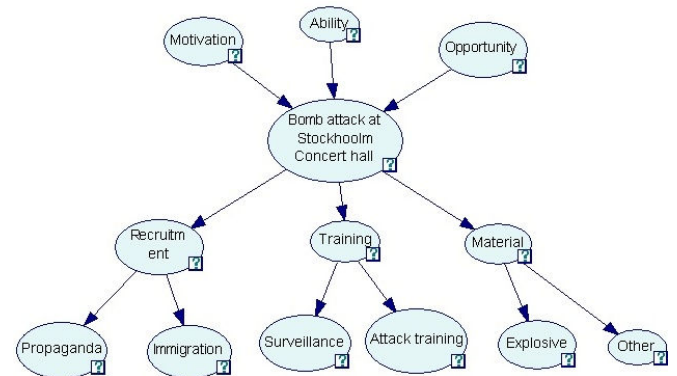 Ability
Motivation
Opportunity
Bomb attack at
Stockhoolm
Concert hall
Recruitm
ent
Training
Material
Propaganda
Immigration
Surveillance
Attack training
Explosive
Other
?
?
?
?
?
?
?
?
?
?
?
?
?